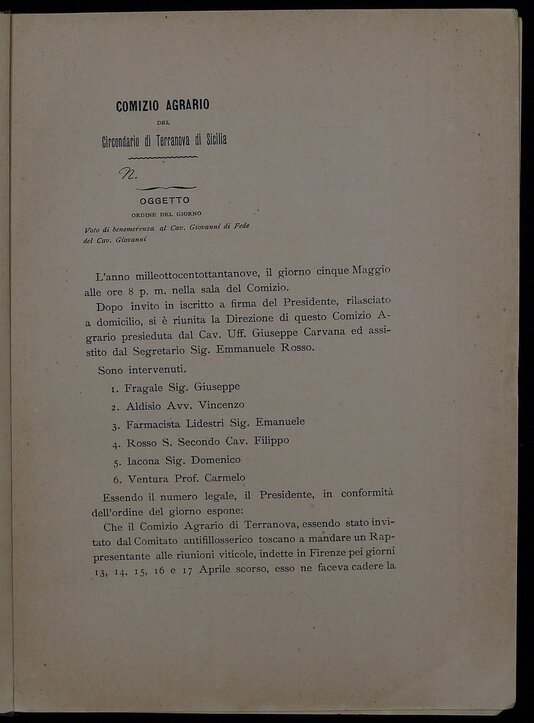 COMIZIO AGRARIO
DEL
Circondario di Terranova di Sicilia
N.
OGGETTO
ORDINE DEL GIORNO
Voto di benemerenza al Cav. Giovanni di Fede
del Cav. Giovanni
L'anno milleottocentottantanove, il giorno cinque Maggio
alle ore 8 p. m. nella sala del Comizio.
Dopo invito in iscritto a firma del Presidente, rilasciato
a domicilio, si è riunita la Direzione di questo Comizio A-
grario presieduta dal Cav. Uff. Giuseppe Carvana ed assi-
stito dal Segretario Sig. Emmanuele Rosso.
Sono intervenuti.
1. Fragale Sig. Giuseppe
2. Aldisio Avv. Vincenzo
3. Farmacista Lidestri Sig. Emanuele
4. Rosso S. Secondo Cav. Filippo
5. Iacona Sig. Domenico
6. Ventura Prof. Carmelo
Essendo il numero legale, il Presidente, in conformità
dell'ordine del giorno espone:
Che il Comizio Agrario di Terranova, essendo stato invi-
tato dal Comitato antifillosserico toscano a mandare un Rap-
presentante alle riunioni viticole, indette in Firenze pei giorni
13, 14, 15, 16 e 17 Aprile scorso, esso ne faceva cadere la